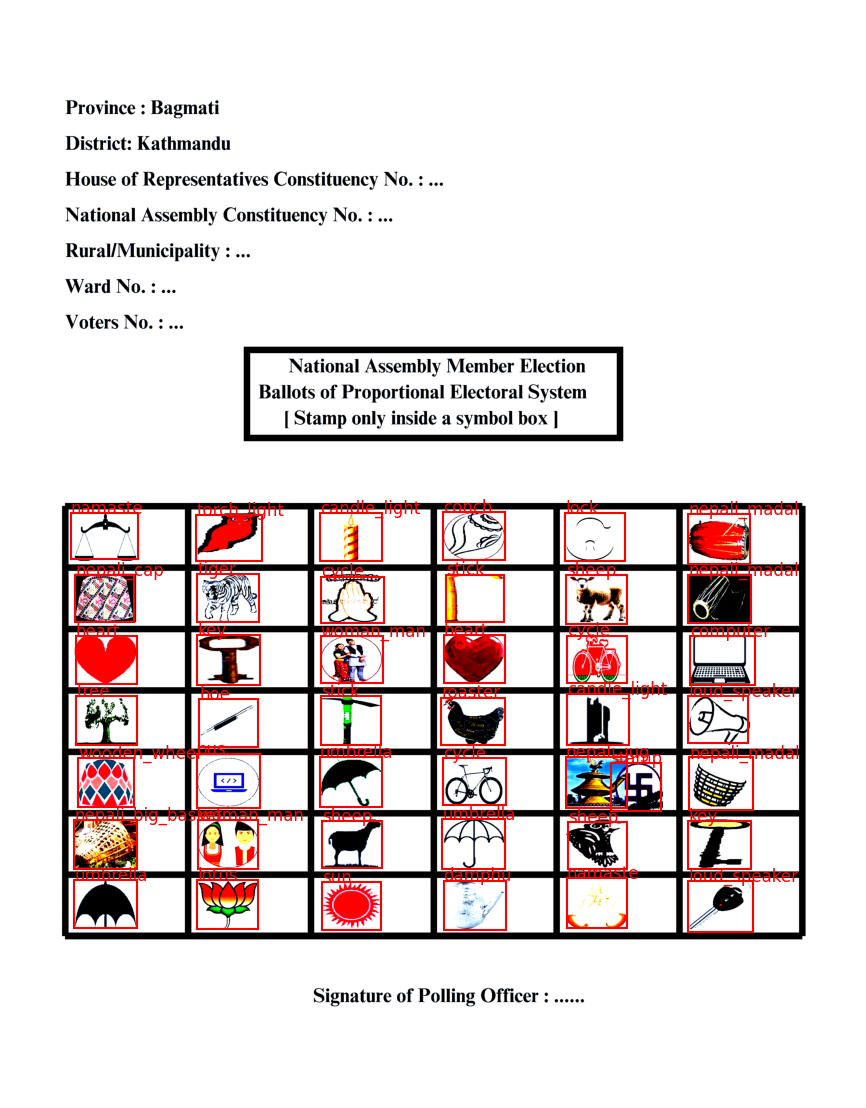 Province : Bagmati
District: Kathmandu
House of Representatives Constituency No. : ...
National Assembly Constituency No. : ...
Rural/Municipality : ...
Ward No. : ...
Voters No. : ...
National Assembly Member Election
Ballots of Proportional Electoral System
[ Stamp only inside a symbol box ]
namaste torch_light candle_light conch lock nepali_madal
nepali_cap tiger cycle stick sheep nepali_madal
heart key woman_man heart cycle computer
tree hoe stick roaster candle_light loud_speaker
wooden_wheel umbrella cycle nepali_jug nepali_madal
nepali_big_basket woman_man sheep umbrella sheep key
umbrella lotus sun damphu namaste loud_speaker
Signature of Polling Officer : ......